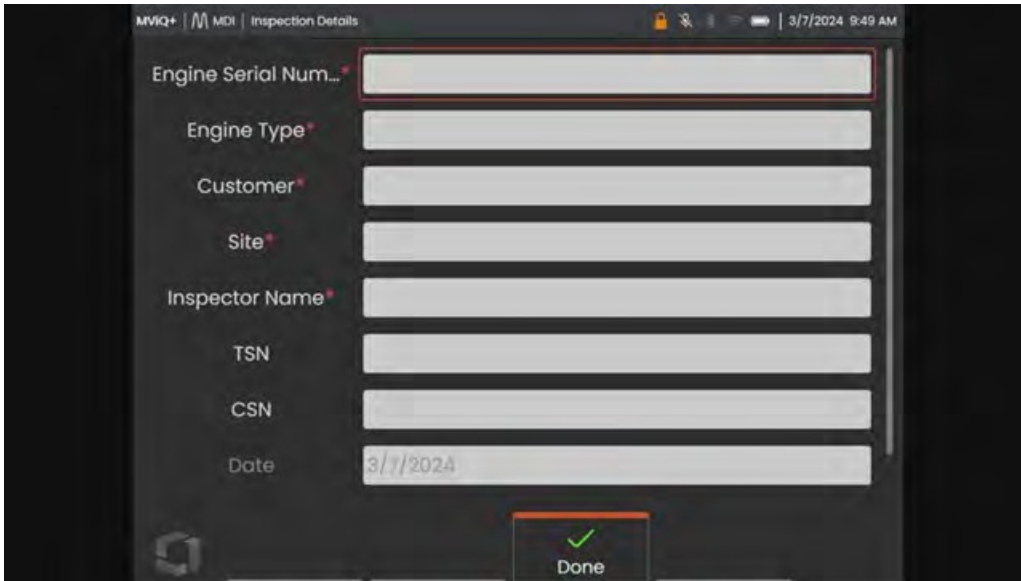 MViQ+ | MDI | Inspection Details 3/7/2024 9:49 AM
Engine Serial Num...*
Engine Type*
Customer*
Site*
Inspector Name*
TSN
CSN
Date 3/7/2024
Done